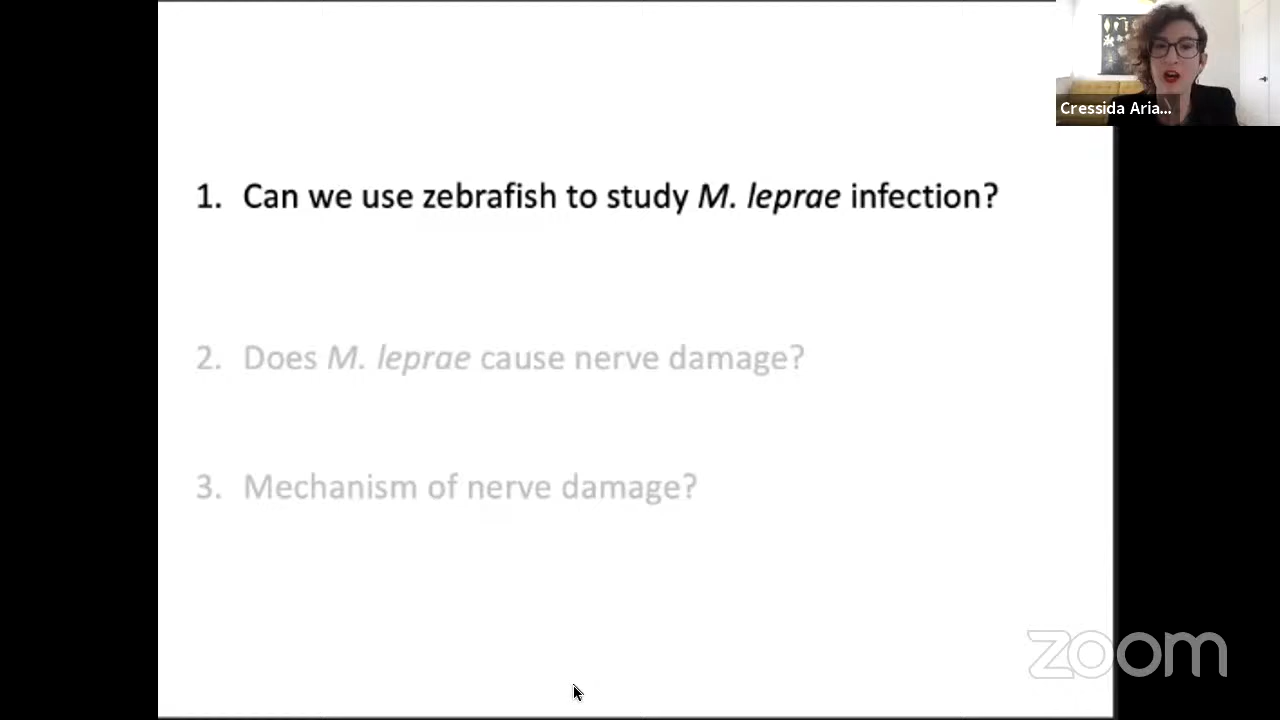 Cressida Aria...
1. Can we use zebrafish to study M. leprae infection?
2. Does M. leprae cause nerve damage?
3. Mechanism of nerve damage?
zoom